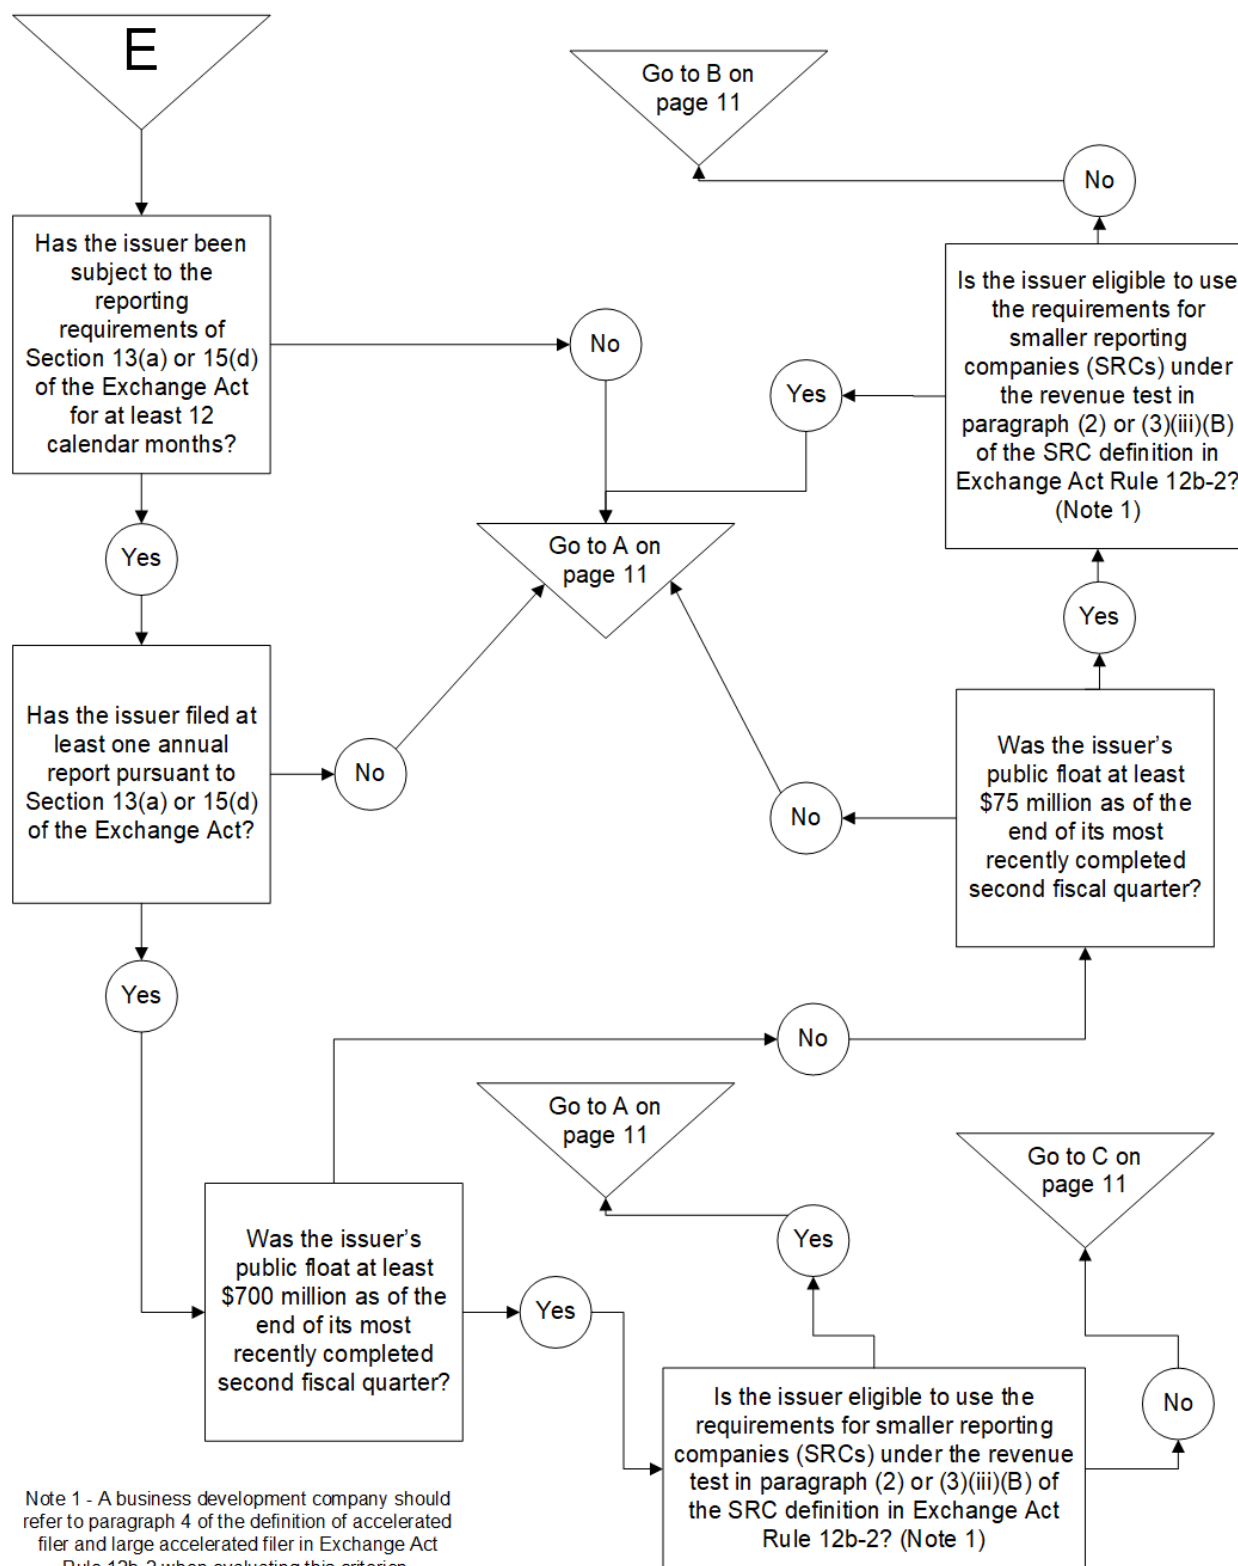 E
Go to B on
page 11
No
Has the issuer been
subject to the
reporting
requirements of
Section 13(a) or 15(d)
of the Exchange Act
for at least 12
calendar months?
No
Yes
Is the issuer eligible to use
the requirements for
smaller reporting
companies (SRCs) under
the revenue test in
paragraph (2) or (3)(iii)(B)
of the SRC definition in
Exchange Act Rule 12b-2?
(Note 1)
Yes
Go to A on
page 11
Yes
Has the issuer filed at
least one annual
report pursuant to
Section 13(a) or 15(d)
of the Exchange Act?
No
No
Was the issuer’s
public float at least
$75 million as of the
end of its most
recently completed
second fiscal quarter?
Yes
No
Go to A on
page 11
Go to C on
page 11
Was the issuer’s
public float at least
$700 million as of the
end of its most
recently completed
second fiscal quarter?
Yes
Yes
No
Is the issuer eligible to use the
requirements for smaller reporting
companies (SRCs) under the revenue
test in paragraph (2) or (3)(iii)(B) of
the SRC definition in Exchange Act
Rule 12b-2? (Note 1)
Note 1 - A business development company should
refer to paragraph 4 of the definition of accelerated
filer and large accelerated filer in Exchange Act
Rule 12b-2 when evaluating this criterion